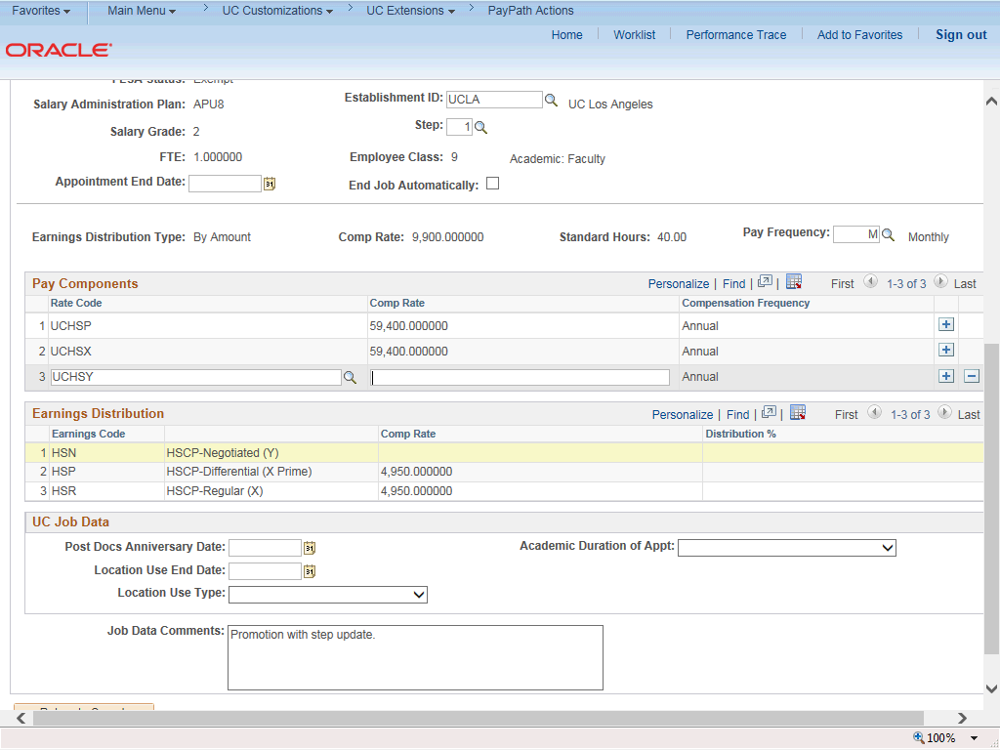 Favorites Main Menu > UC Customizations > UC Extensions > PayPath Actions
Home Worklist Performance Trace Add to Favorites Sign out
ORACLE
Exempt
Salary Administration Plan: APU8 Establishment ID: UCLA UC Los Angeles
Salary Grade: 2 Step: 1
FTE: 1.000000 Employee Class: 9 Academic: Faculty
Appointment End Date: 31 End Job Automatically:
Earnings Distribution Type: By Amount Comp Rate: 9,900.000000 Standard Hours: 40.00 Pay Frequency: M Monthly
Pay Components Personalize | Find | | First 1-3 of 3 Last
Rate Code Comp Rate Compensation Frequency
1 UCHSP 59,400.000000 Annual
2 UCHSX 59,400.000000 Annual
3 UCHSY Annual
Earnings Distribution Personalize | Find | | First 1-3 of 3 Last
Earnings Code Comp Rate Distribution %
1 HSN HSCP-Negotiated (Y)
2 HSP HSCP-Differential (X Prime) 4,950.000000
3 HSR HSCP-Regular (X) 4,950.000000
UC Job Data
Post Docs Anniversary Date: 31 Academic Duration of Appt:
Location Use End Date: 31
Location Use Type:
Job Data Comments: Promotion with step update.
100%